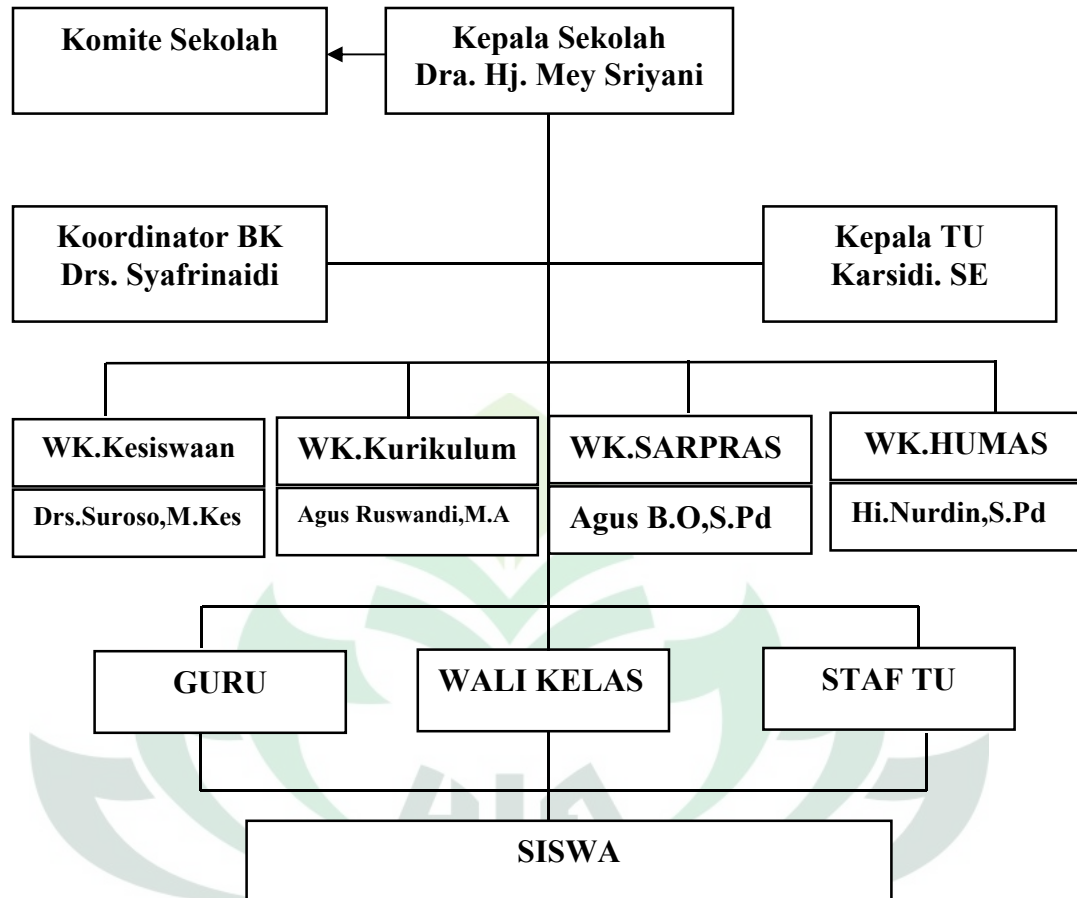 Komite Sekolah
Kepala Sekolah
Dra. Hj. Mey Sriyani
Koordinator BK
Drs. Syafrinaidi
Kepala TU
Karsidi. SE
WK.Kesiswaan
Drs.Suroso,M.Kes
WK.Kurikulum
Agus Ruswandi,M.A
WK.SARPRAS
Agus B.O,S.Pd
WK.HUMAS
Hi.Nurdin,S.Pd
GURU
WALI KELAS
STAF TU
SISWA